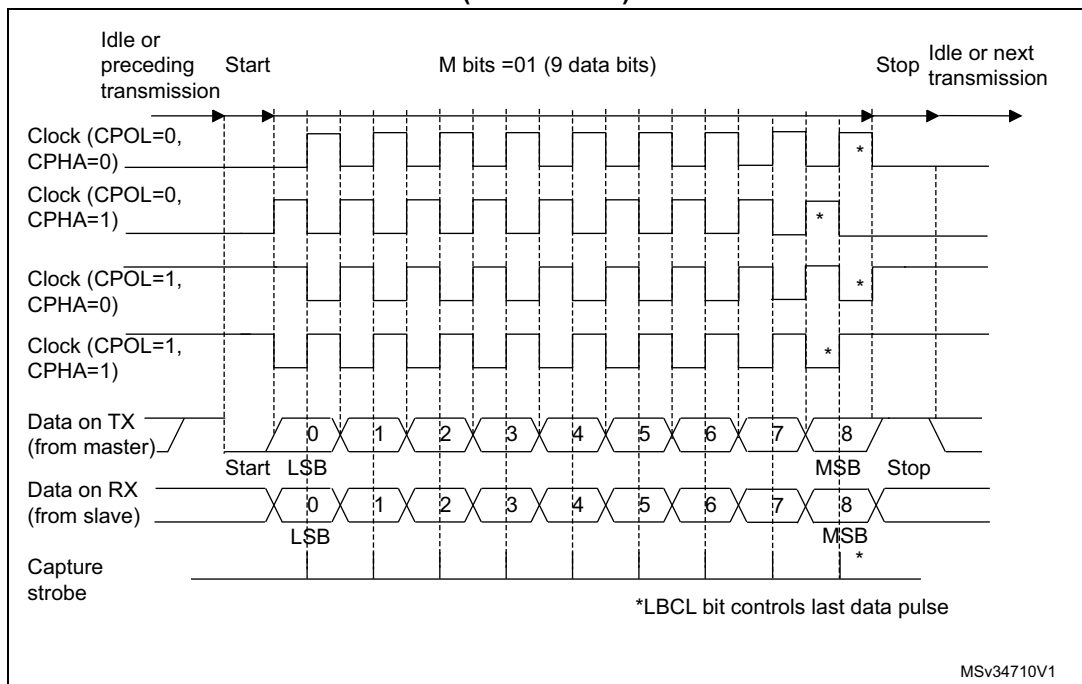 Idle or
preceding
transmission
Start
M bits =01 (9 data bits)
Stop
Idle or next
transmission
Clock (CPOL=0,
CPHA=0)
*
Clock (CPOL=0,
CPHA=1)
*
Clock (CPOL=1,
CPHA=0)
*
Clock (CPOL=1,
CPHA=1)
*
Data on TX
(from master)
0 1 2 3 4 5 6 7 8
Start LSB MSB Stop
Data on RX
(from slave)
0 1 2 3 4 5 6 7 8
LSB MSB
Capture
strobe
*
*LBCL bit controls last data pulse
MSv34710V1